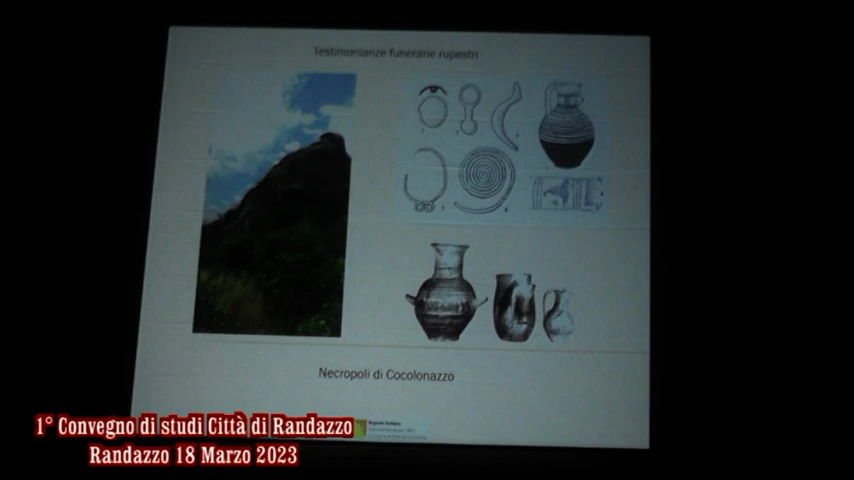 Testimonianze funerarie rupestri
Necropoli di Cocolonazzo
1° Convegno di studi Città di Randazzo
Randazzo 18 Marzo 2023